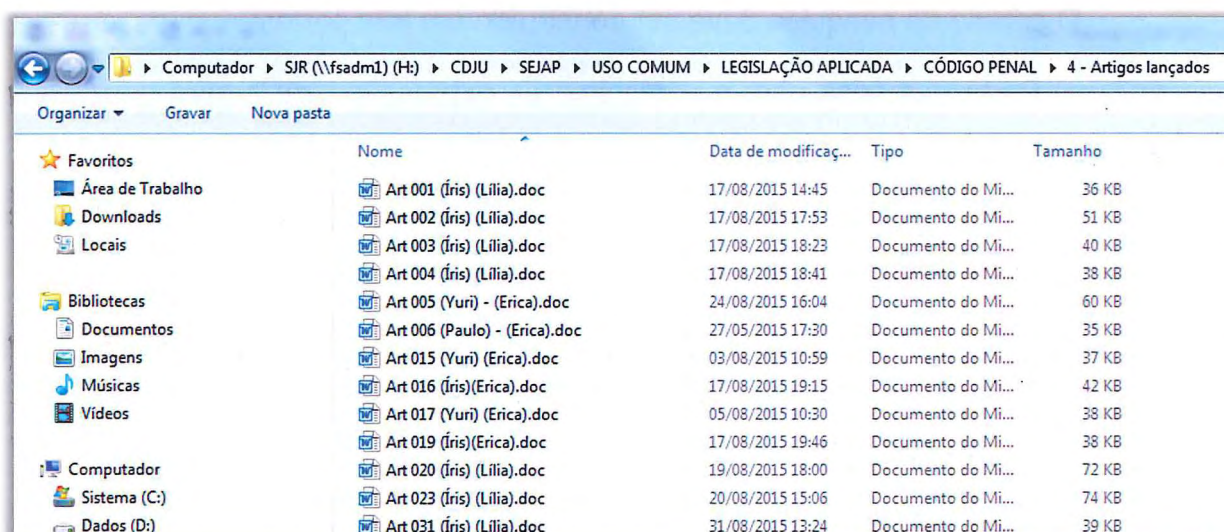 Computador ▸ SJR (\\fsadm1) (H:) ▸ CDJU ▸ SEJAP ▸ USO COMUM ▸ LEGISLAÇÃO APLICADA ▸ CÓDIGO PENAL ▸ 4 - Artigos lançados
Organizar Gravar Nova pasta
Nome Data de modificaç... Tipo Tamanho
Favoritos
Área de Trabalho
Downloads
Locais
Bibliotecas
Documentos
Imagens
Músicas
Vídeos
Computador
Sistema (C:)
Dados (D:)
Art 001 (Íris) (Lília).doc 17/08/2015 14:45 Documento do Mi... 36 KB
Art 002 (Íris) (Lília).doc 17/08/2015 17:53 Documento do Mi... 51 KB
Art 003 (Íris) (Lília).doc 17/08/2015 18:23 Documento do Mi... 40 KB
Art 004 (Íris) (Lília).doc 17/08/2015 18:41 Documento do Mi... 38 KB
Art 005 (Yuri) - (Erica).doc 24/08/2015 16:04 Documento do Mi... 60 KB
Art 006 (Paulo) - (Erica).doc 27/05/2015 17:30 Documento do Mi... 35 KB
Art 015 (Yuri) (Erica).doc 03/08/2015 10:59 Documento do Mi... 37 KB
Art 016 (Íris)(Erica).doc 17/08/2015 19:15 Documento do Mi... 42 KB
Art 017 (Yuri) (Erica).doc 05/08/2015 10:30 Documento do Mi... 38 KB
Art 019 (Íris)(Erica).doc 17/08/2015 19:46 Documento do Mi... 38 KB
Art 020 (Íris) (Lília).doc 19/08/2015 18:00 Documento do Mi... 72 KB
Art 023 (Íris) (Lília).doc 20/08/2015 15:06 Documento do Mi... 74 KB
Art 031 (Íris) (Lília).doc 31/08/2015 13:24 Documento do Mi... 39 KB